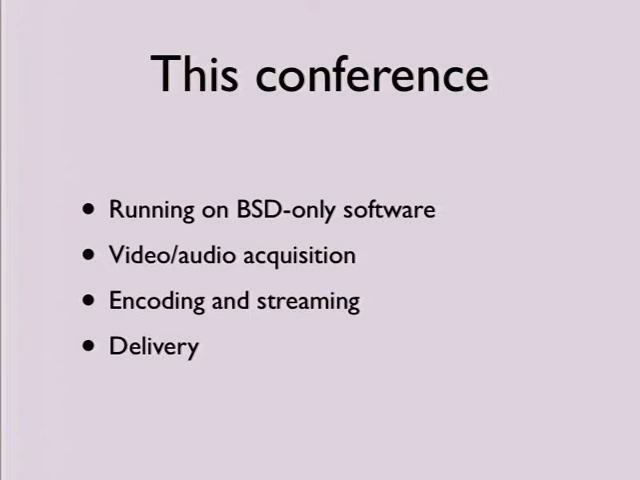 This conference
• Running on BSD-only software
• Video/audio acquisition
• Encoding and streaming
• Delivery